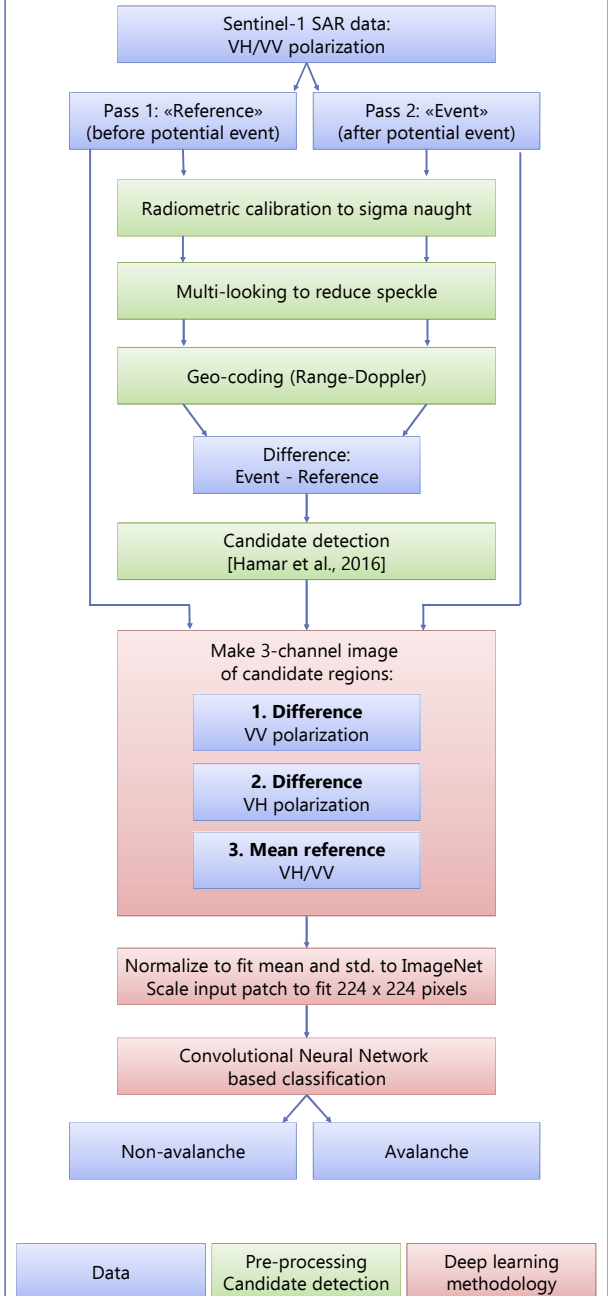 Sentinel-1 SAR data:
VH/VV polarization
Pass 1: «Reference»
(before potential event)
Pass 2: «Event»
(after potential event)
Radiometric calibration to sigma naught
Multi-looking to reduce speckle
Geo-coding (Range-Doppler)
Difference:
Event - Reference
Candidate detection
[Hamar et al., 2016]
Make 3-channel image
of candidate regions:
1. Difference
VV polarization
2. Difference
VH polarization
3. Mean reference
VH/VV
Normalize to fit mean and std. to ImageNet
Scale input patch to fit 224 x 224 pixels
Convolutional Neural Network
based classification
Non-avalanche
Avalanche
Data
Pre-processing
Candidate detection
Deep learning
methodology